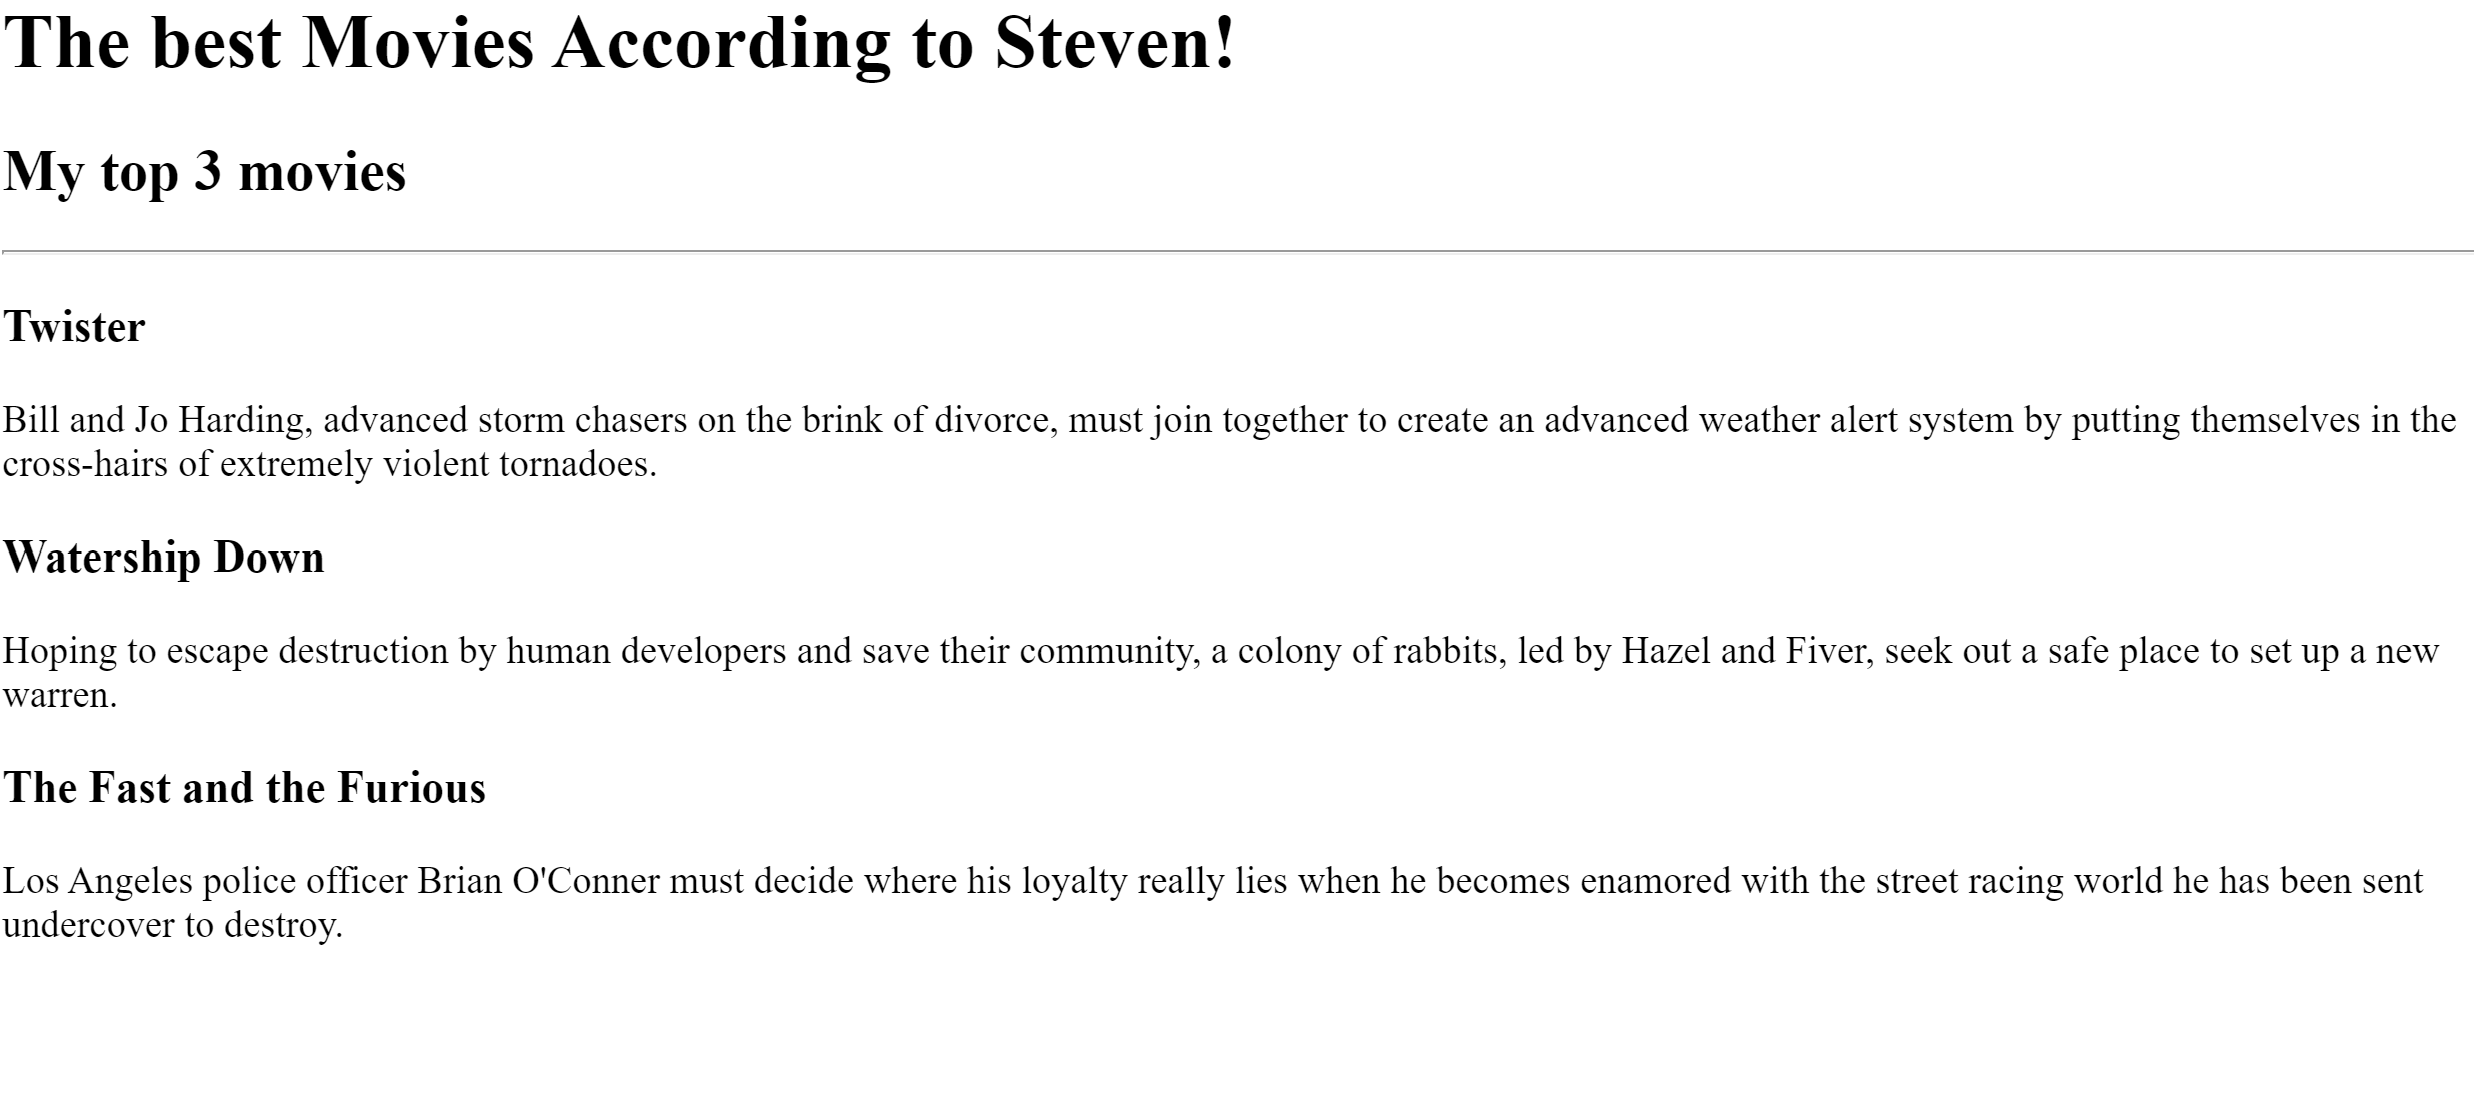 The best Movies According to Steven!
My top 3 movies
Twister
Bill and Jo Harding, advanced storm chasers on the brink of divorce, must join together to create an advanced weather alert system by putting themselves in the
cross-hairs of extremely violent tornadoes.
Watership Down
Hoping to escape destruction by human developers and save their community, a colony of rabbits, led by Hazel and Fiver, seek out a safe place to set up a new
warren.
The Fast and the Furious
Los Angeles police officer Brian O'Conner must decide where his loyalty really lies when he becomes enamored with the street racing world he has been sent
undercover to destroy.